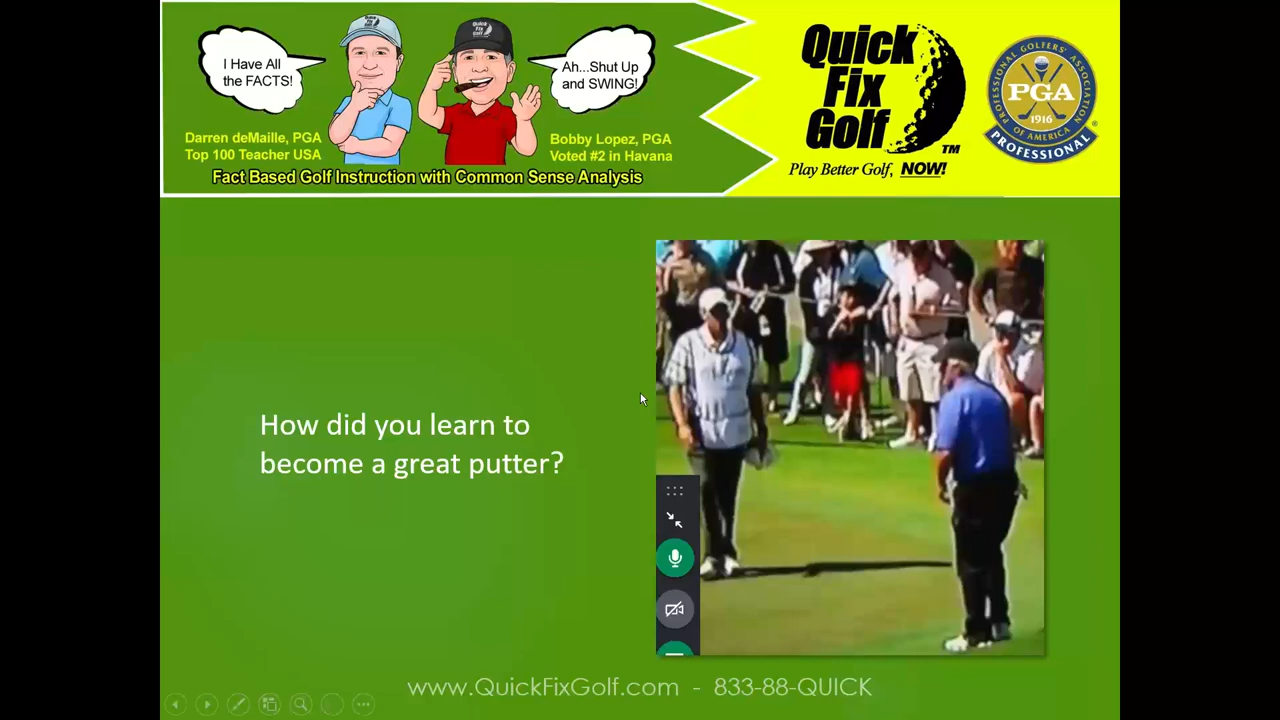 I Have All
the FACTS!
Ah...Shut Up
and SWING!
Darren deMaille, PGA
Top 100 Teacher USA
Bobby Lopez, PGA
Voted #2 in Havana
Fact Based Golf Instruction with Common Sense Analysis
Quick
Fix
Golf
TM
Play Better Golf, NOW!
PROFESSIONAL GOLFERS' ASSOCIATION
PGA
1916
OF AMERICA
PROFESSIONAL
How did you learn to
become a great putter?
www.QuickFixGolf.com - 833-88-QUICK